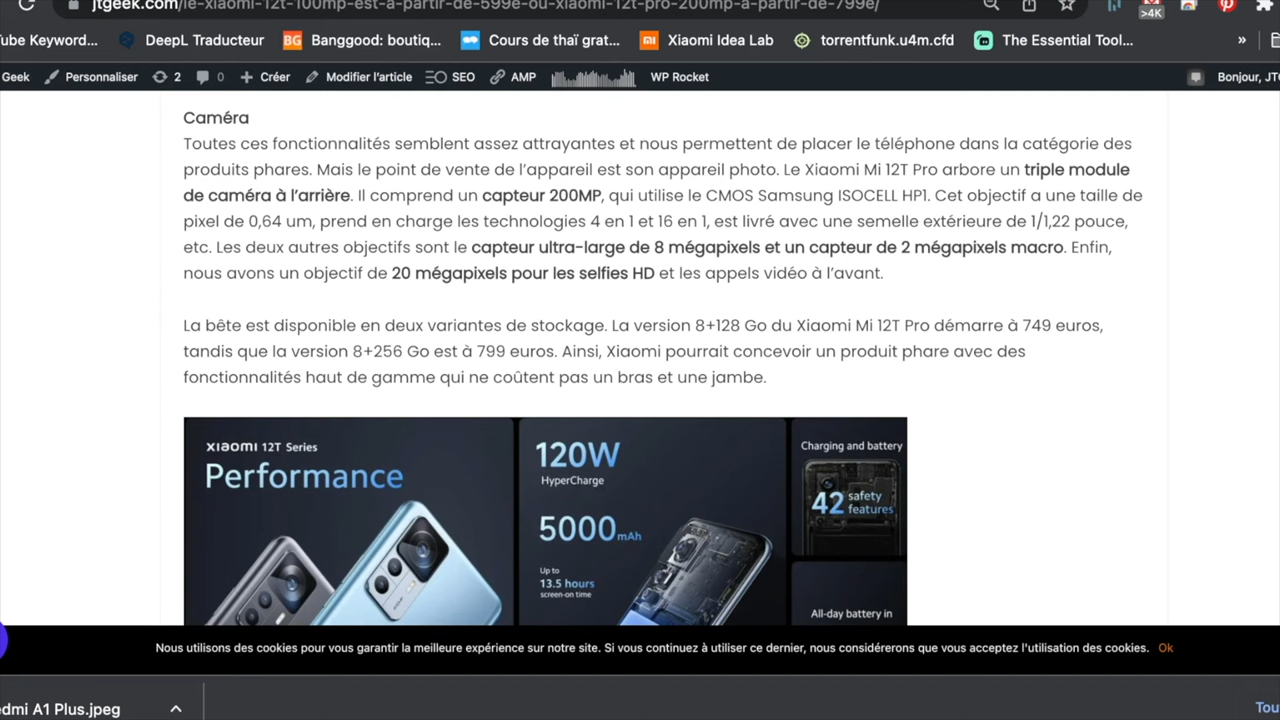 jtgeek.com/le-xiaomi-12t-100mp-est-a-partir-de-599e-ou-xiaomi-12t-pro-200mp-a-partir-de-799e/
>4K
ube Keyword...
DeepL Traducteur
BG Banggood: boutiq...
Cours de thaï grat...
mi Xiaomi Idea Lab
torrentfunk.u4m.cfd
The Essential Tool...
»
Geek
Personnaliser
2
0
Créer
Modifier l'article
SEO
AMP
WP Rocket
Bonjour, JT
Caméra
Toutes ces fonctionnalités semblent assez attrayantes et nous permettent de placer le téléphone dans la catégorie des
produits phares. Mais le point de vente de l'appareil est son appareil photo. Le Xiaomi Mi 12T Pro arbore un triple module
de caméra à l'arrière. Il comprend un capteur 200MP, qui utilise le CMOS Samsung ISOCELL HP1. Cet objectif a une taille de
pixel de 0,64 um, prend en charge les technologies 4 en 1 et 16 en 1, est livré avec une semelle extérieure de 1/1,22 pouce,
etc. Les deux autres objectifs sont le capteur ultra-large de 8 mégapixels et un capteur de 2 mégapixels macro. Enfin,
nous avons un objectif de 20 mégapixels pour les selfies HD et les appels vidéo à l'avant.
La bête est disponible en deux variantes de stockage. La version 8+128 Go du Xiaomi Mi 12T Pro démarre à 749 euros,
tandis que la version 8+256 Go est à 799 euros. Ainsi, Xiaomi pourrait concevoir un produit phare avec des
fonctionnalités haut de gamme qui ne coûtent pas un bras et une jambe.
xiaomi 12T Series
Performance
120W
HyperCharge
5000mAh
Up to
13.5 hours
screen-on time
Charging and battery
42 safety
features
All-day battery in
Nous utilisons des cookies pour vous garantir la meilleure expérience sur notre site. Si vous continuez à utiliser ce dernier, nous considérerons que vous acceptez l'utilisation des cookies. Ok
edmi A1 Plus.jpeg
Tou